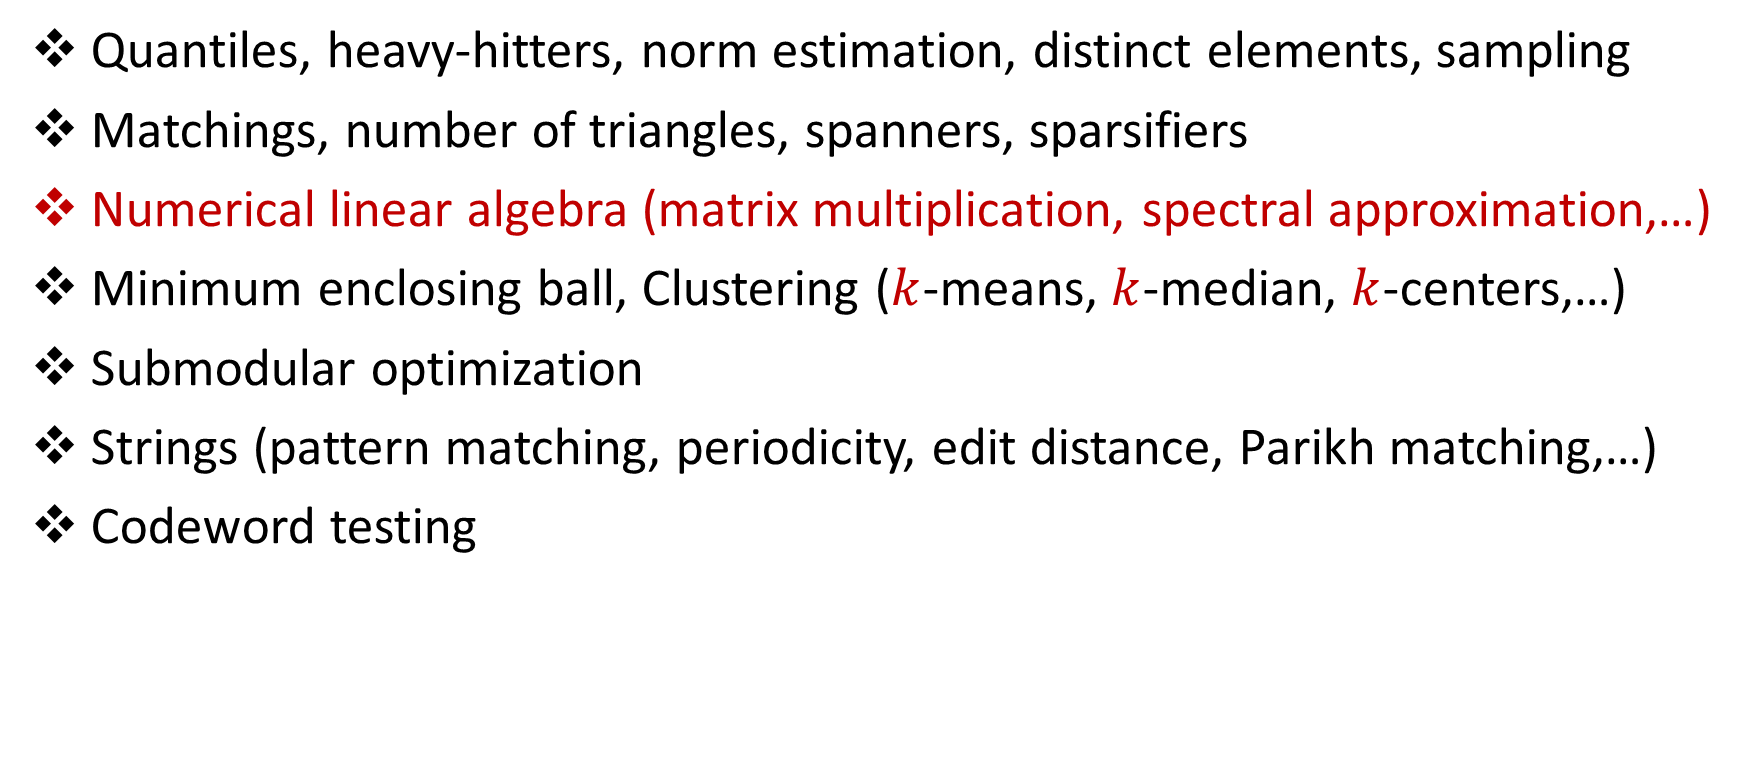 ❖ Quantiles, heavy-hitters, norm estimation, distinct elements, sampling
❖ Matchings, number of triangles, spanners, sparsifiers
❖ Numerical linear algebra (matrix multiplication, spectral approximation,…)
❖ Minimum enclosing ball, Clustering (k-means, k-median, k-centers,…)
❖ Submodular optimization
❖ Strings (pattern matching, periodicity, edit distance, Parikh matching,…)
❖ Codeword testing